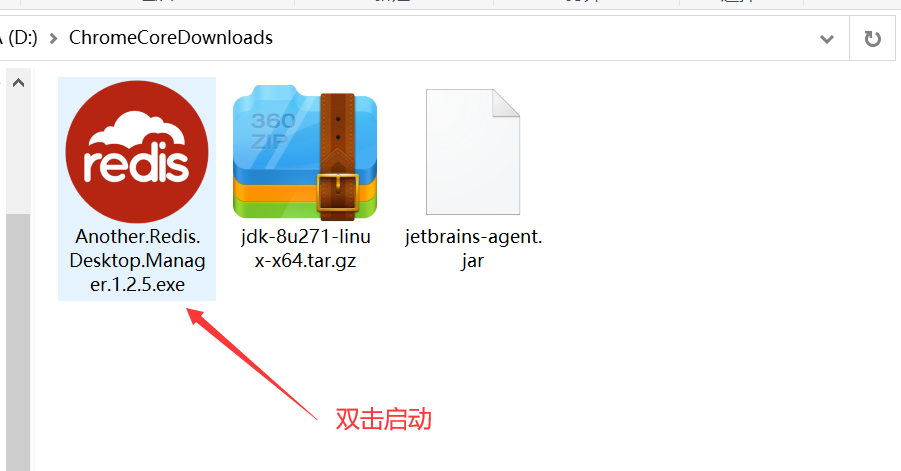 (D:)
ChromeCoreDownloads
redis
360
ZIP
Another.Redis.
Desktop.Manag
er.1.2.5.exe
jdk-8u271-linu
x-x64.tar.gz
jetbrains-agent.
jar
双击启动